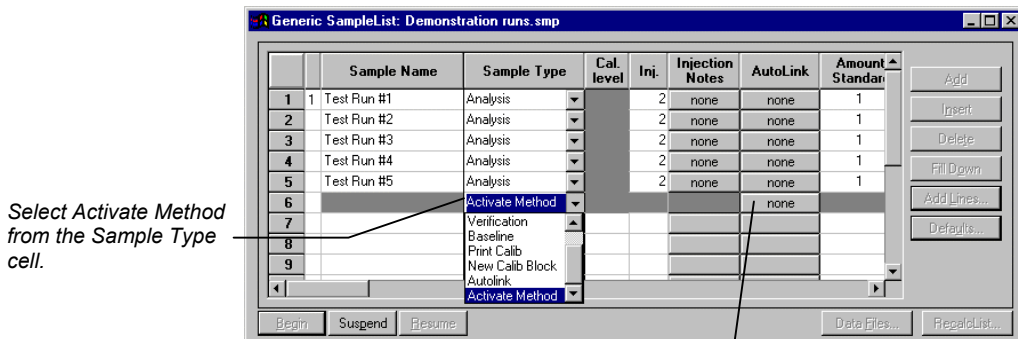 Generic SampleList: Demonstration runs.smp
Sample Name Sample Type Cal. level Inj. Injection Notes AutoLink Amount Standar
1 1 Test Run #1 Analysis 2 none none 1
2 Test Run #2 Analysis 2 none none 1
3 Test Run #3 Analysis 2 none none 1
4 Test Run #4 Analysis 2 none none 1
5 Test Run #5 Analysis 2 none none 1
6 Activate Method none
7
8
9
Verification
Baseline
Print Calib
New Calib Block
Autolink
Activate Method
Add
Insert
Delete
Fill Down
Add Lines...
Defaults...
Begin Suspend Resume Data Files... RecalcList...
Select Activate Method
from the Sample Type
cell.